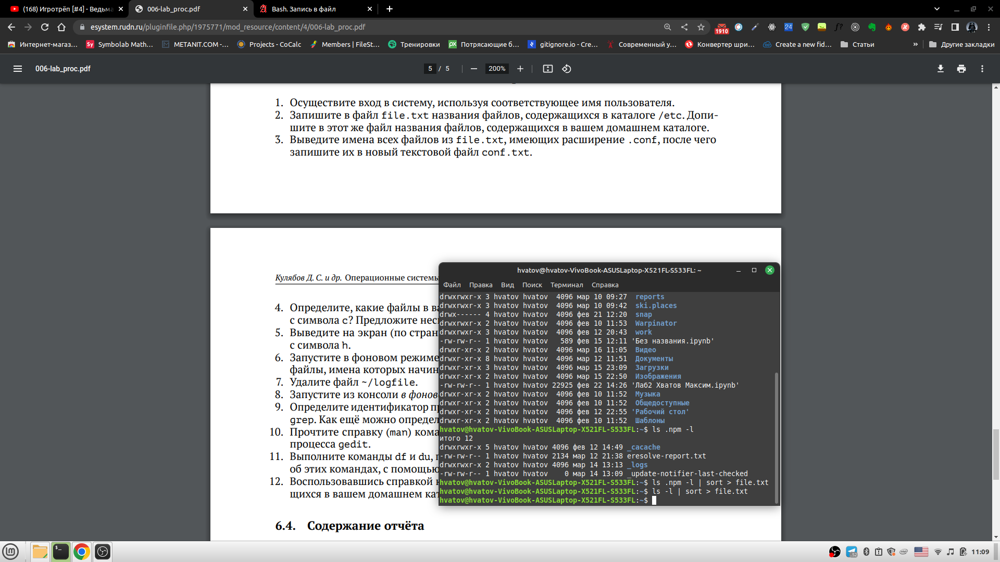 (168) Игротрёп [#4] - Ведьма
006-lab_proc.pdf
Bash. Запись в файл
esystem.rudn.ru/pluginfile.php/1975771/mod_resource/content/4/006-lab_proc.pdf
1910
24
f?
Интернет-магаз...
Sy
Symbolab Math...
METANIT.COM -...
Projects - CoCalc
Members | FileSt...
Тренировки
px
Потрясающие б...
gitignore.io - Cre...
Современный у...
Конвертер шри...
Create a new fid...
Статьи
»
Другие закладки
006-lab_proc.pdf
5 / 5
200%
1. Осуществите вход в систему, используя соответствующее имя пользователя.
2. Запишите в файл file.txt названия файлов, содержащихся в каталоге /etc. Допи-
шите в этот же файл названия файлов, содержащихся в вашем домашнем каталоге.
3. Выведите имена всех файлов из file.txt, имеющих расширение .conf, после чего
запишите их в новый текстовой файл conf.txt.
Кулябов Д. С. и др. Операционные системы
4. Определите, какие файлы в ва
с символа c? Предложите нес
5. Выведите на экран (по стран
с символа h.
6. Запустите в фоновом режиме
файлы, имена которых начин
7. Удалите файл ~/logfile.
8. Запустите из консоли в фонов
9. Определите идентификатор п
grep. Как ещё можно определ
10. Прочтите справку (man) кома
процесса gedit.
11. Выполните команды df и du, п
об этих командах, с помощью
12. Воспользовавшись справкой к
щихся в вашем домашнем кат
6.4. Содержание отчёта
hvatov@hvatov-VivoBook-ASUSLaptop-X521FL-S533FL: ~
Файл Правка Вид Поиск Терминал Справка
drwxrwxr-x 3 hvatov hvatov 4096 мар 10 09:27 reports
drwxrwxr-x 3 hvatov hvatov 4096 мар 10 09:42 ski.places
drwx------ 4 hvatov hvatov 4096 фев 21 12:20 snap
drwxrwxr-x 2 hvatov hvatov 4096 фев 10 11:53 Warpinator
drwxrwxr-x 3 hvatov hvatov 4096 фев 12 20:43 work
-rw-rw-r-- 1 hvatov hvatov 589 фев 15 12:11 'Без названия.ipynb'
drwxr-xr-x 2 hvatov hvatov 4096 мар 16 11:05 Видео
drwxr-xr-x 8 hvatov hvatov 4096 мар 12 11:51 Документы
drwxr-xr-x 3 hvatov hvatov 4096 мар 15 23:09 Загрузки
drwxr-xr-x 2 hvatov hvatov 4096 мар 15 22:50 Изображения
-rw-rw-r-- 1 hvatov hvatov 22925 фев 22 14:26 'Лаб2 Хватов Максим.ipynb'
drwxr-xr-x 2 hvatov hvatov 4096 фев 10 11:52 Музыка
drwxr-xr-x 2 hvatov hvatov 4096 фев 10 11:52 Общедоступные
drwxr-xr-x 2 hvatov hvatov 4096 фев 12 22:55 'Рабочий стол'
drwxr-xr-x 2 hvatov hvatov 4096 фев 10 11:52 Шаблоны
hvatov@hvatov-VivoBook-ASUSLaptop-X521FL-S533FL:~$ ls .npm -l
итого 12
drwxrwxr-x 5 hvatov hvatov 4096 фев 12 14:49 _cacache
-rw-rw-r-- 1 hvatov hvatov 2134 мар 12 21:38 eresolve-report.txt
drwxrwxr-x 2 hvatov hvatov 4096 мар 14 13:13 _logs
-rw-rw-r-- 1 hvatov hvatov 0 мар 14 13:09 _update-notifier-last-checked
hvatov@hvatov-VivoBook-ASUSLaptop-X521FL-S533FL:~$ ls .npm -l | sort > file.txt
hvatov@hvatov-VivoBook-ASUSLaptop-X521FL-S533FL:~$ ls -l | sort > file.txt
hvatov@hvatov-VivoBook-ASUSLaptop-X521FL-S533FL:~$
11:09